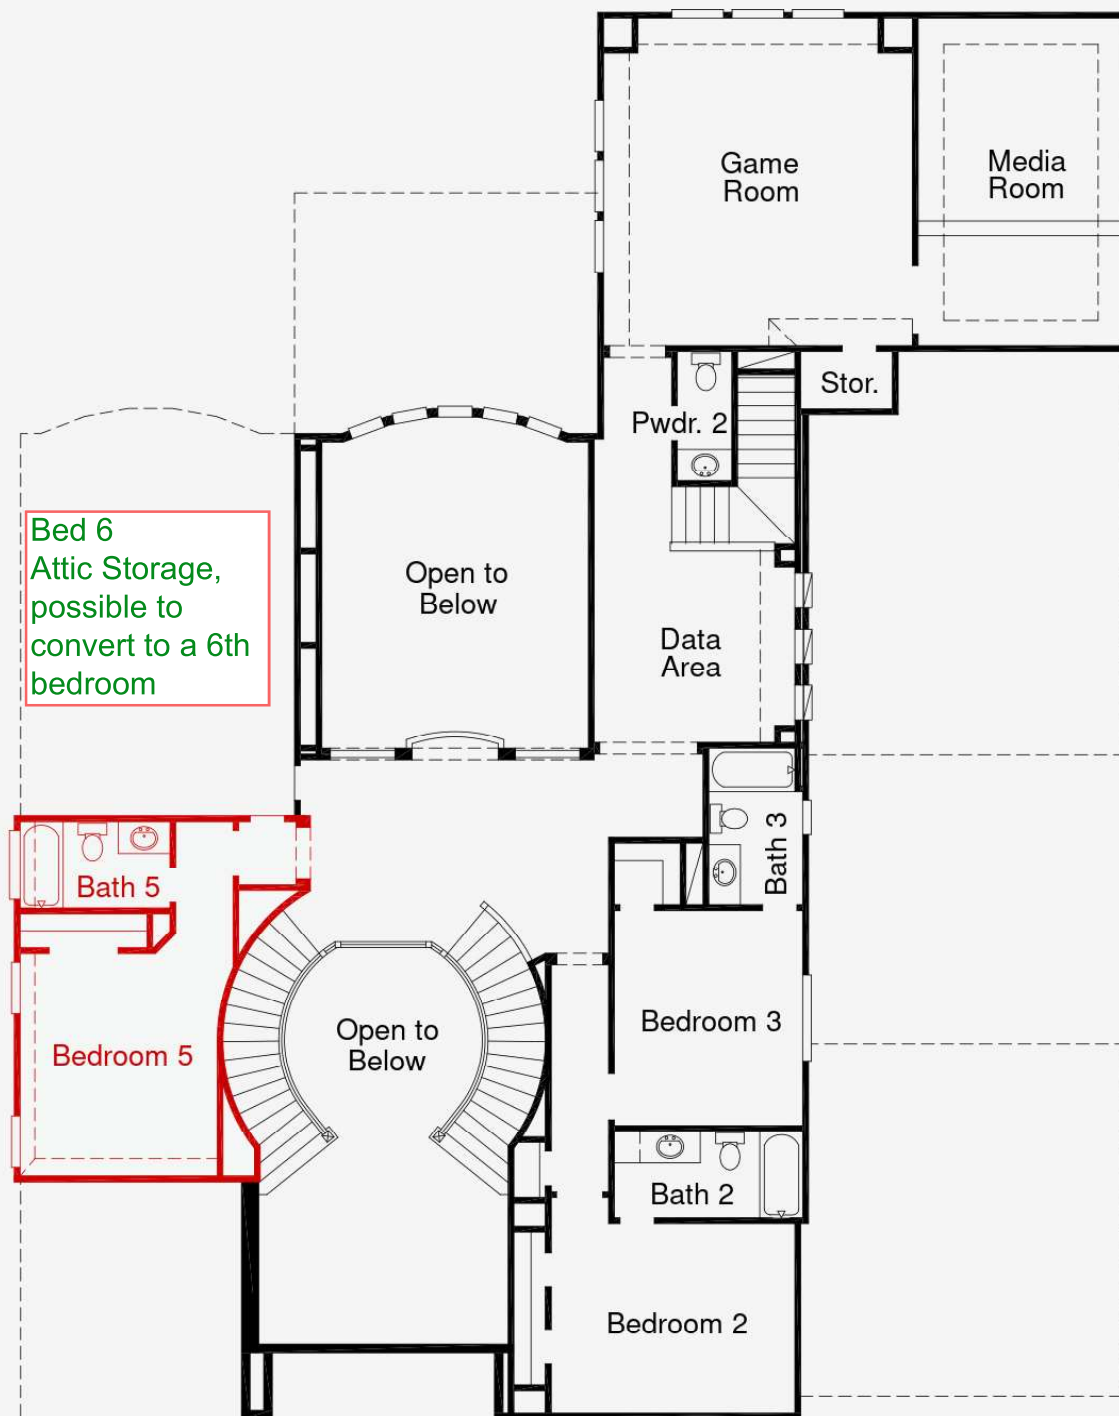 Game
Room
Media
Room
Stor.
Pwdr. 2
Bed 6
Attic Storage,
possible to
convert to a 6th
bedroom
Open to
Below
Data
Area
Bath 3
Bath 5
Bedroom 3
Open to
Below
Bedroom 5
Bath 2
Bedroom 2